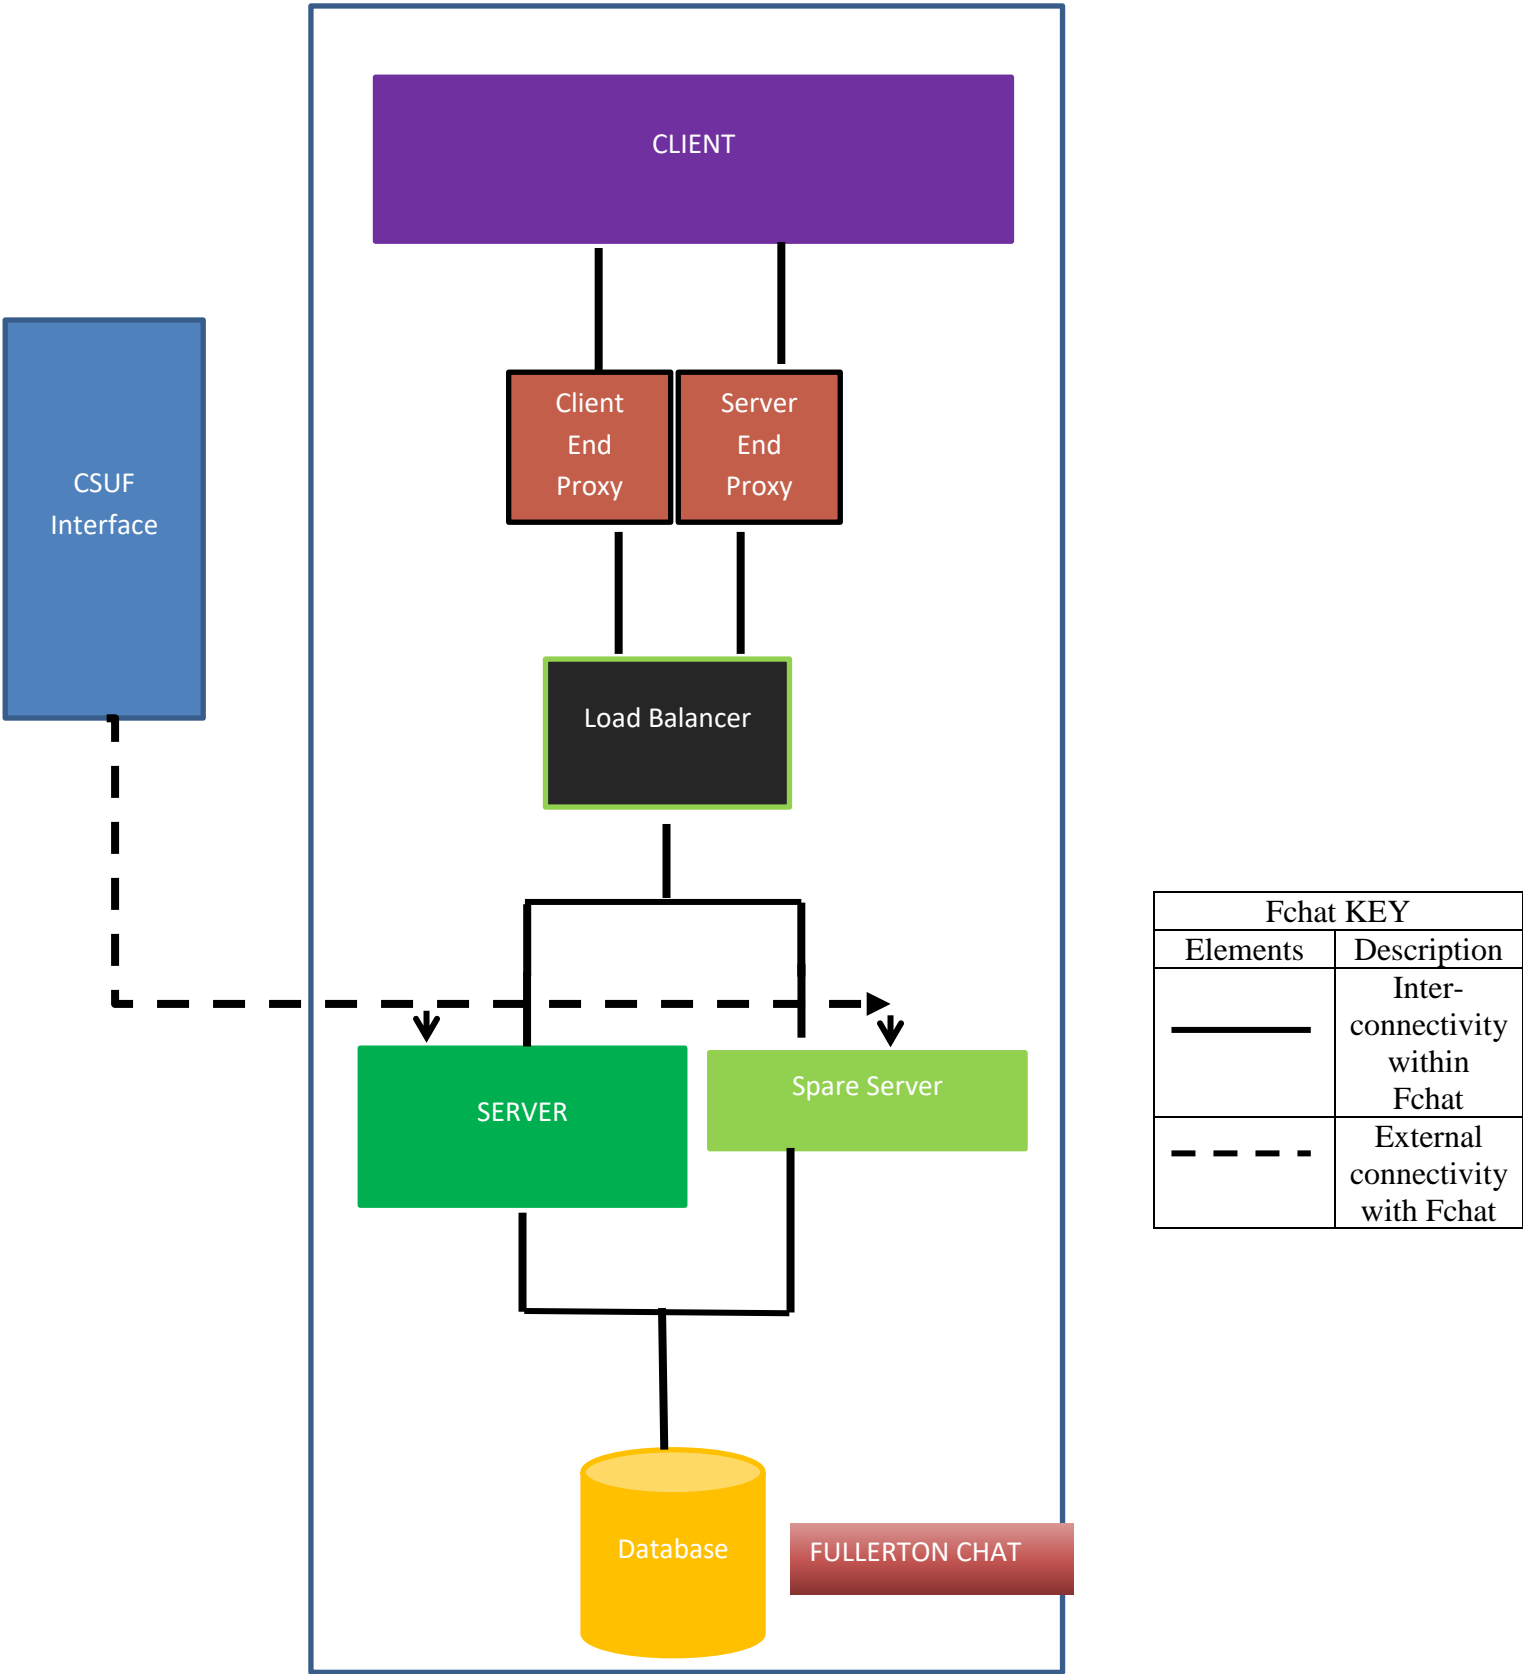 CLIENT
Client
End
Proxy
Server
End
Proxy
CSUF
Interface
Load Balancer
Fchat KEY
Elements
Description
Inter-
connectivity
within
Fchat
External
connectivity
with Fchat
Spare Server
SERVER
Database
FULLERTON CHAT